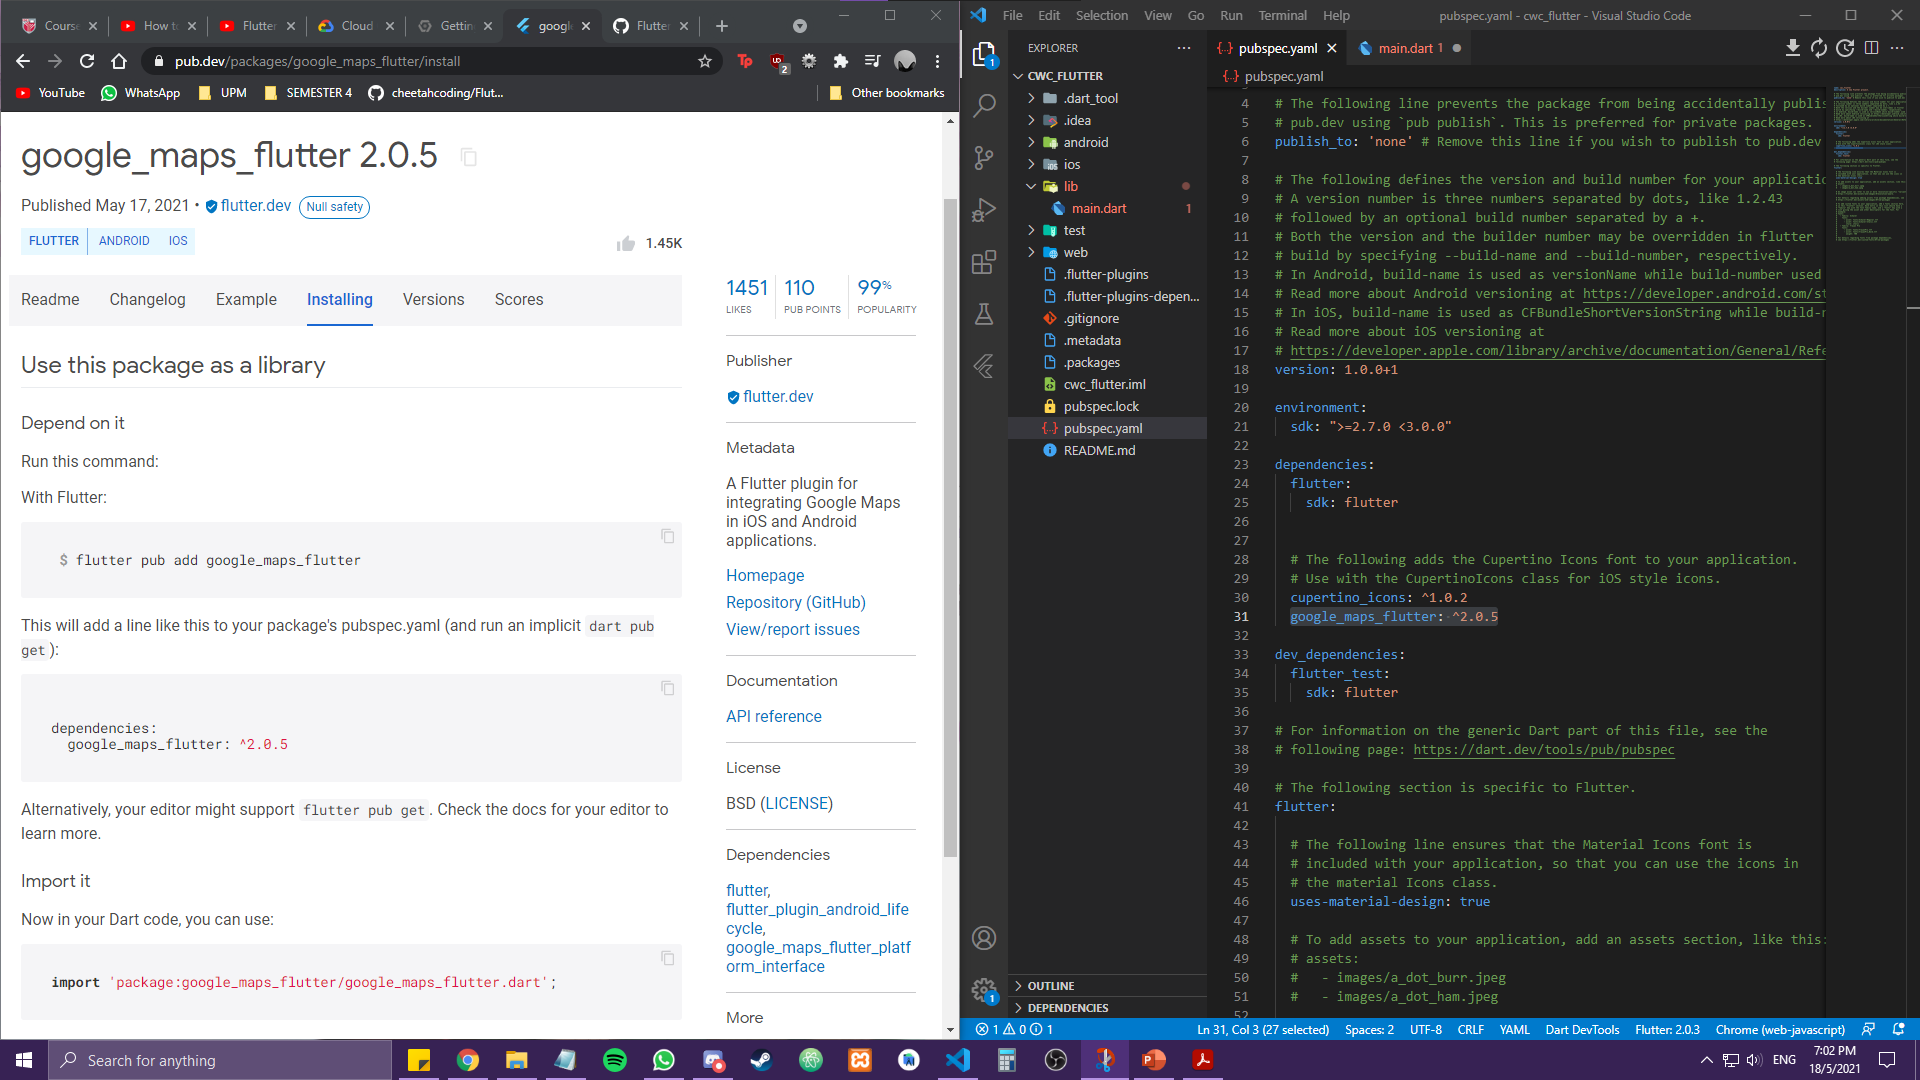 Course
How to
Flutter
Cloud
Gettin
google
Flutter
pub.dev/packages/google_maps_flutter/install
YouTube
WhatsApp
UPM
SEMESTER 4
cheetahcoding/Flut...
Other bookmarks
google_maps_flutter 2.0.5
Published May 17, 2021 • flutter.dev Null safety
FLUTTER ANDROID IOS
1.45K
Readme Changelog Example Installing Versions Scores
Use this package as a library
Depend on it
Run this command:
With Flutter:
$ flutter pub add google_maps_flutter
This will add a line like this to your package's pubspec.yaml (and run an implicit dart pub
get ):
dependencies:
google_maps_flutter: ^2.0.5
Alternatively, your editor might support flutter pub get. Check the docs for your editor to
learn more.
Import it
Now in your Dart code, you can use:
import 'package:google_maps_flutter/google_maps_flutter.dart';
1451 110 99%
LIKES PUB POINTS POPULARITY
Publisher
flutter.dev
Metadata
A Flutter plugin for
integrating Google Maps
in iOS and Android
applications.
Homepage
Repository (GitHub)
View/report issues
Documentation
API reference
License
BSD (LICENSE)
Dependencies
flutter,
flutter_plugin_android_life
cycle,
google_maps_flutter_platf
orm_interface
More
File Edit Selection View Go Run Terminal Help
pubspec.yaml - cwc_flutter - Visual Studio Code
EXPLORER
CWC_FLUTTER
.dart_tool
.idea
android
ios
lib
main.dart 1
test
web
.flutter-plugins
.flutter-plugins-depen...
.gitignore
.metadata
.packages
cwc_flutter.iml
pubspec.lock
pubspec.yaml
README.md
OUTLINE
DEPENDENCIES
pubspec.yaml
main.dart 1
pubspec.yaml
4 # The following line prevents the package from being accidentally publis
5 # pub.dev using `pub publish`. This is preferred for private packages.
6 publish_to: 'none' # Remove this line if you wish to publish to pub.dev
7
8 # The following defines the version and build number for your applicatio
9 # A version number is three numbers separated by dots, like 1.2.43
10 # followed by an optional build number separated by a +.
11 # Both the version and the builder number may be overridden in flutter
12 # build by specifying --build-name and --build-number, respectively.
13 # In Android, build-name is used as versionName while build-number used
14 # Read more about Android versioning at https://developer.android.com/st
15 # In iOS, build-name is used as CFBundleShortVersionString while build-n
16 # Read more about iOS versioning at
17 # https://developer.apple.com/library/archive/documentation/General/Refe
18 version: 1.0.0+1
19
20 environment:
21 sdk: ">=2.7.0 <3.0.0"
22
23 dependencies:
24 flutter:
25 sdk: flutter
26
27
28 # The following adds the Cupertino Icons font to your application.
29 # Use with the CupertinoIcons class for iOS style icons.
30 cupertino_icons: ^1.0.2
31 google_maps_flutter: ^2.0.5
32
33 dev_dependencies:
34 flutter_test:
35 sdk: flutter
36
37 # For information on the generic Dart part of this file, see the
38 # following page: https://dart.dev/tools/pub/pubspec
39
40 # The following section is specific to Flutter.
41 flutter:
42
43 # The following line ensures that the Material Icons font is
44 # included with your application, so that you can use the icons in
45 # the material Icons class.
46 uses-material-design: true
47
48 # To add assets to your application, add an assets section, like this:
49 # assets:
50 # - images/a_dot_burr.jpeg
51 # - images/a_dot_ham.jpeg
52
1 0 1
Ln 31, Col 3 (27 selected) Spaces: 2 UTF-8 CRLF YAML Dart DevTools Flutter: 2.0.3 Chrome (web-javascript)
Search for anything
ENG
7:02 PM
18/5/2021